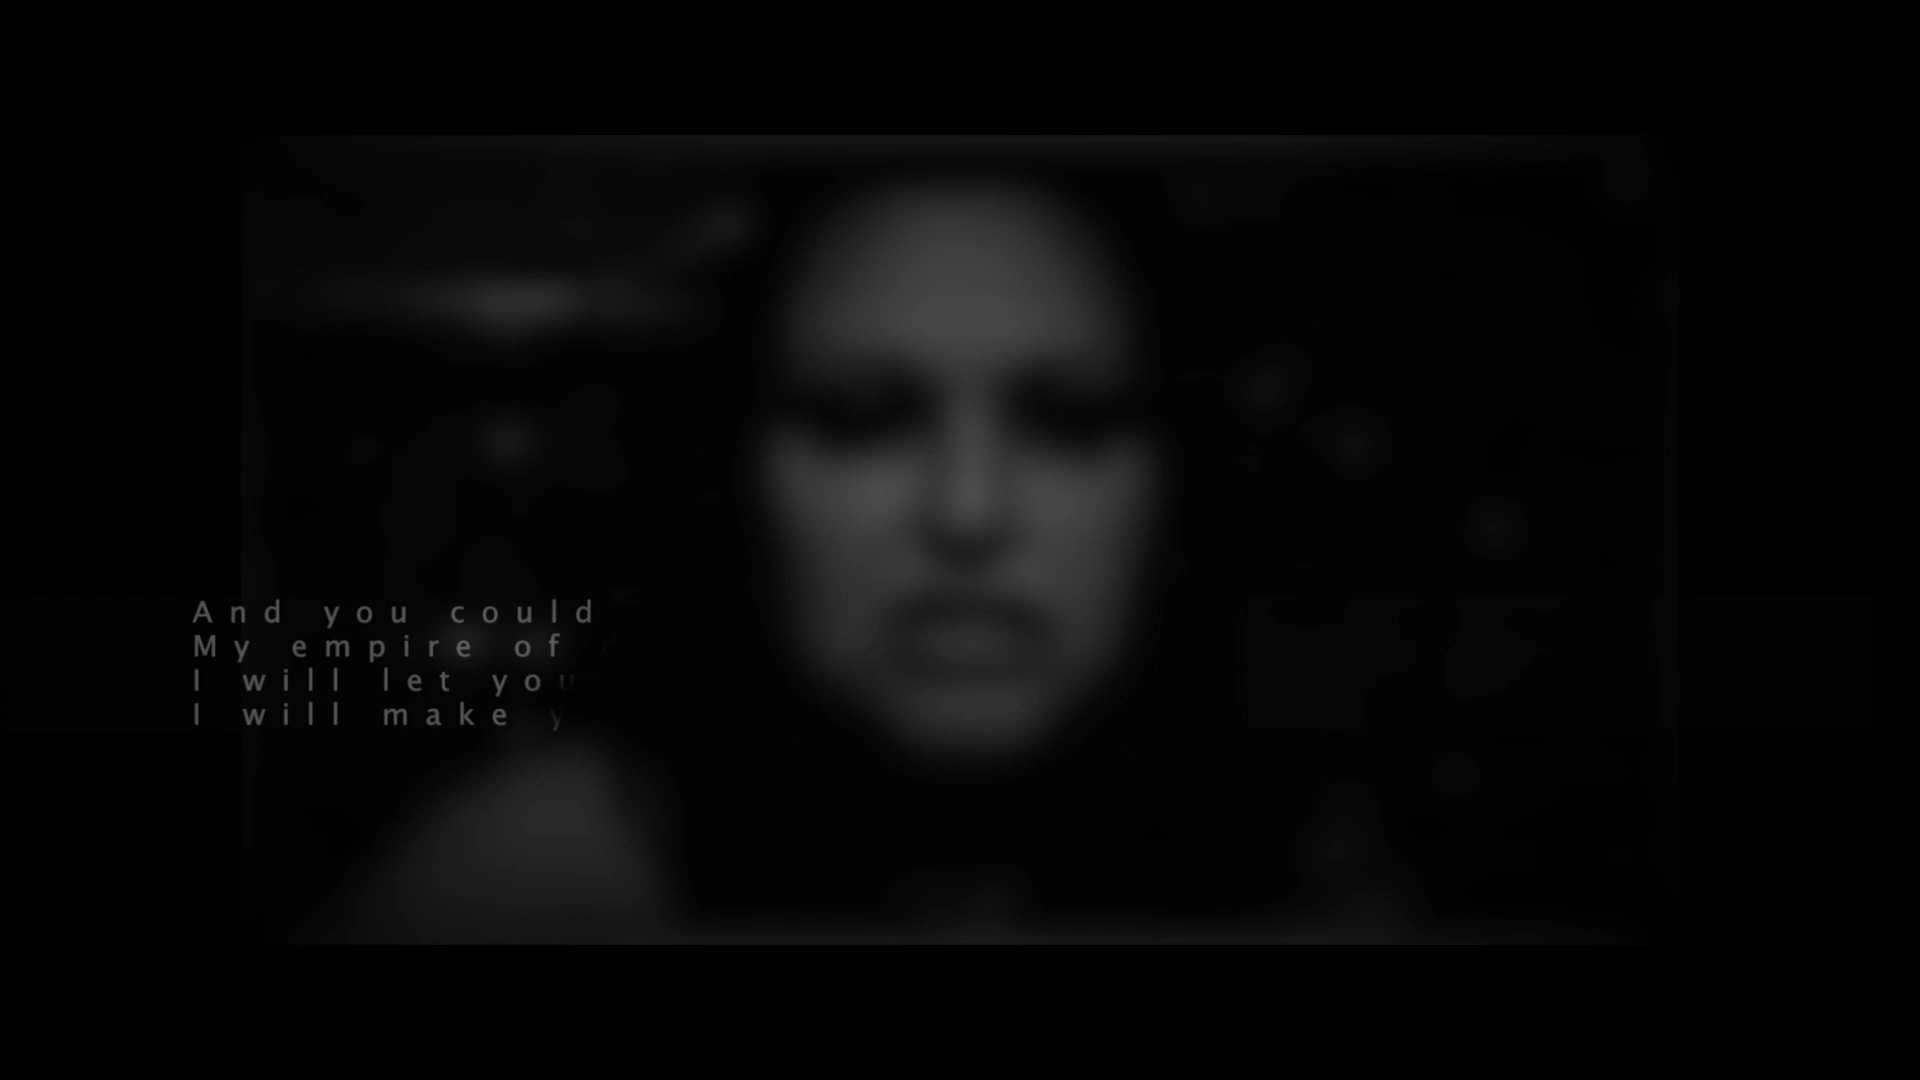 And you could
My empire of
I will let you
I will make y